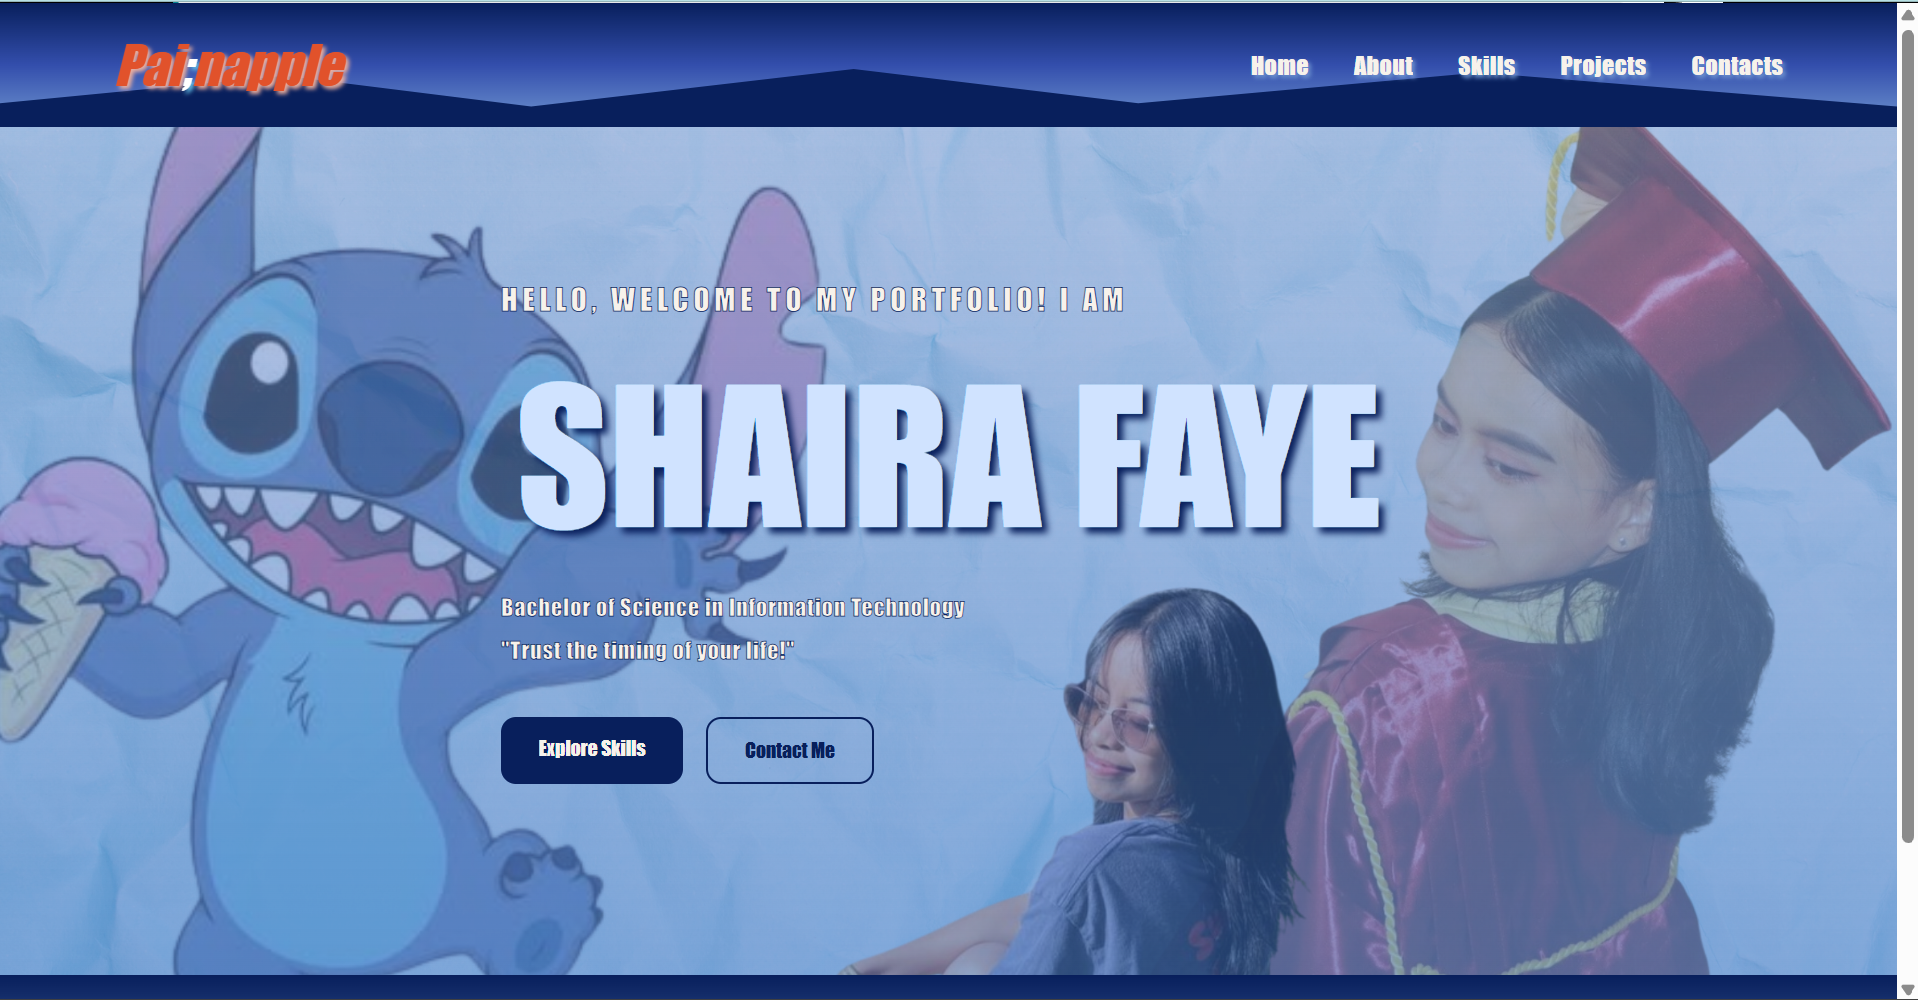 Pai;napple
Home About Skills Projects Contacts
HELLO, WELCOME TO MY PORTFOLIO! I AM
SHAIRA FAYE
Bachelor of Science in Information Technology
"Trust the timing of your life!"
Explore Skills Contact Me